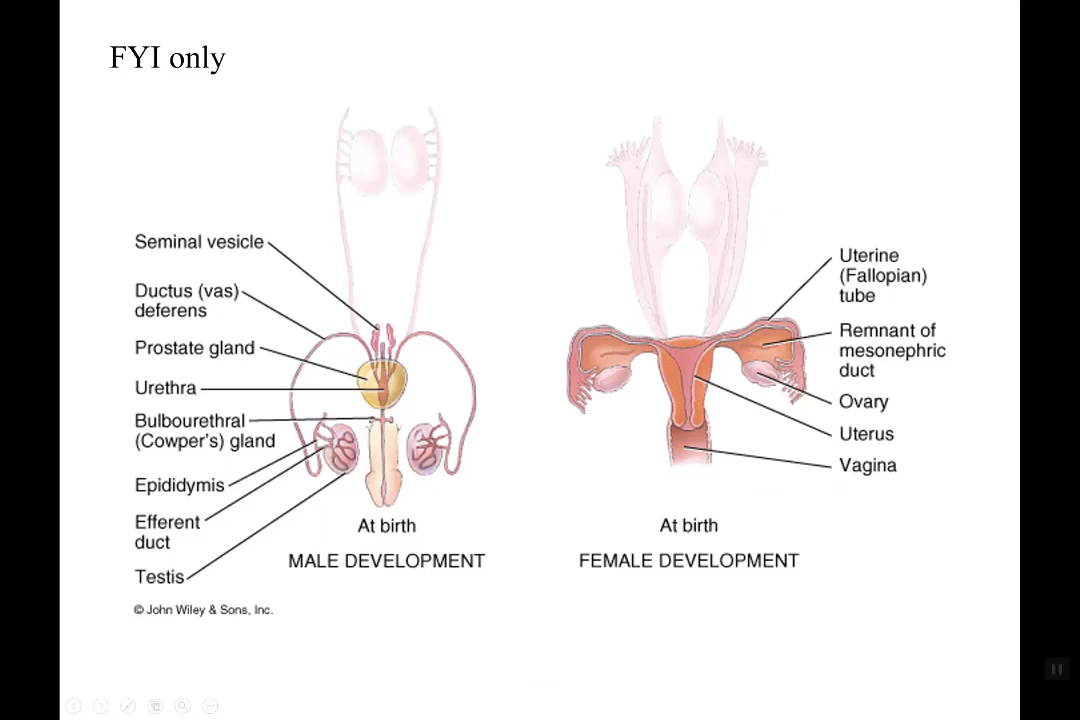 FYI only
Seminal vesicle
Ductus (vas)
deferens
Prostate gland
Urethra
Bulbourethral
(Cowper's) gland
Epididymis
Efferent
duct
Testis
At birth
MALE DEVELOPMENT
Uterine
(Fallopian)
tube
Remnant of
mesonephric
duct
Ovary
Uterus
Vagina
At birth
FEMALE DEVELOPMENT
© John Wiley & Sons, Inc.